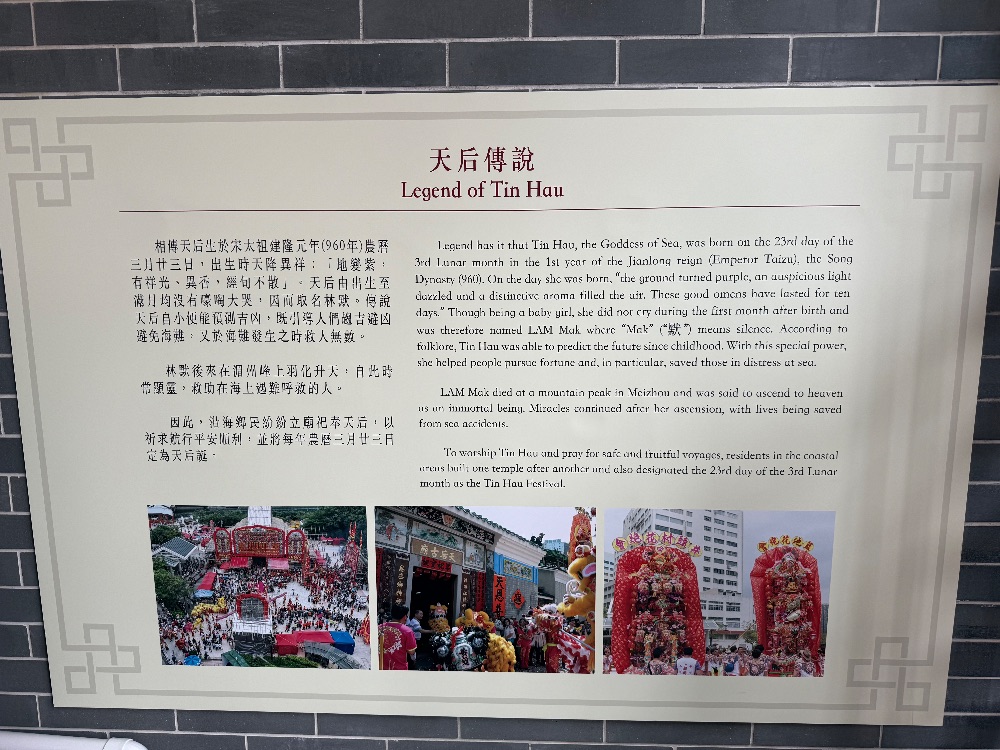 天后傳說
Legend of Tin Hau
相傳天后生於宋太祖建隆元年(960年)農曆
三月廿三日，出生時天降異祥：「地變紫，
有祥光、異香，經旬不散」。天后由出生至
滿月均沒有嚎啕大哭，因而取名林默。傳說
天后自小便能預測吉凶，既引導人們趨吉避凶
避免海難，又於海難發生之時救人無數。
林默後來在湄州峰上羽化升天，自此時
常顯靈，救助在海上遇難呼救的人。
因此，沿海鄉民紛紛立廟祀奉天后，以
祈求航行平安順利，並將每年農曆三月廿三日
定為天后誕。
Legend has it that Tin Hau, the Goddess of Sea, was born on the 23rd day of the
3rd Lunar month in the 1st year of the Jianlong reign (Emperor Taizu), the Song
Dynasty (960). On the day she was born, “the ground turned purple, an auspicious light
dazzled and a distinctive aroma filled the air. These good omens have lasted for ten
days.” Though being a baby girl, she did not cry during the first month after birth and
was therefore named LAM Mak where “Mak” (“默”) means silence. According to
folklore, Tin Hau was able to predict the future since childhood. With this special power,
she helped people pursue fortune and, in particular, saved those in distress at sea.
LAM Mak died at a mountain peak in Meizhou and was said to ascend to heaven
as an immortal being. Miracles continued after her ascension, with lives being saved
from sea accidents.
To worship Tin Hau and pray for safe and fruitful voyages, residents in the coastal
areas built one temple after another and also designated the 23rd day of the 3rd Lunar
month as the Tin Hau Festival.